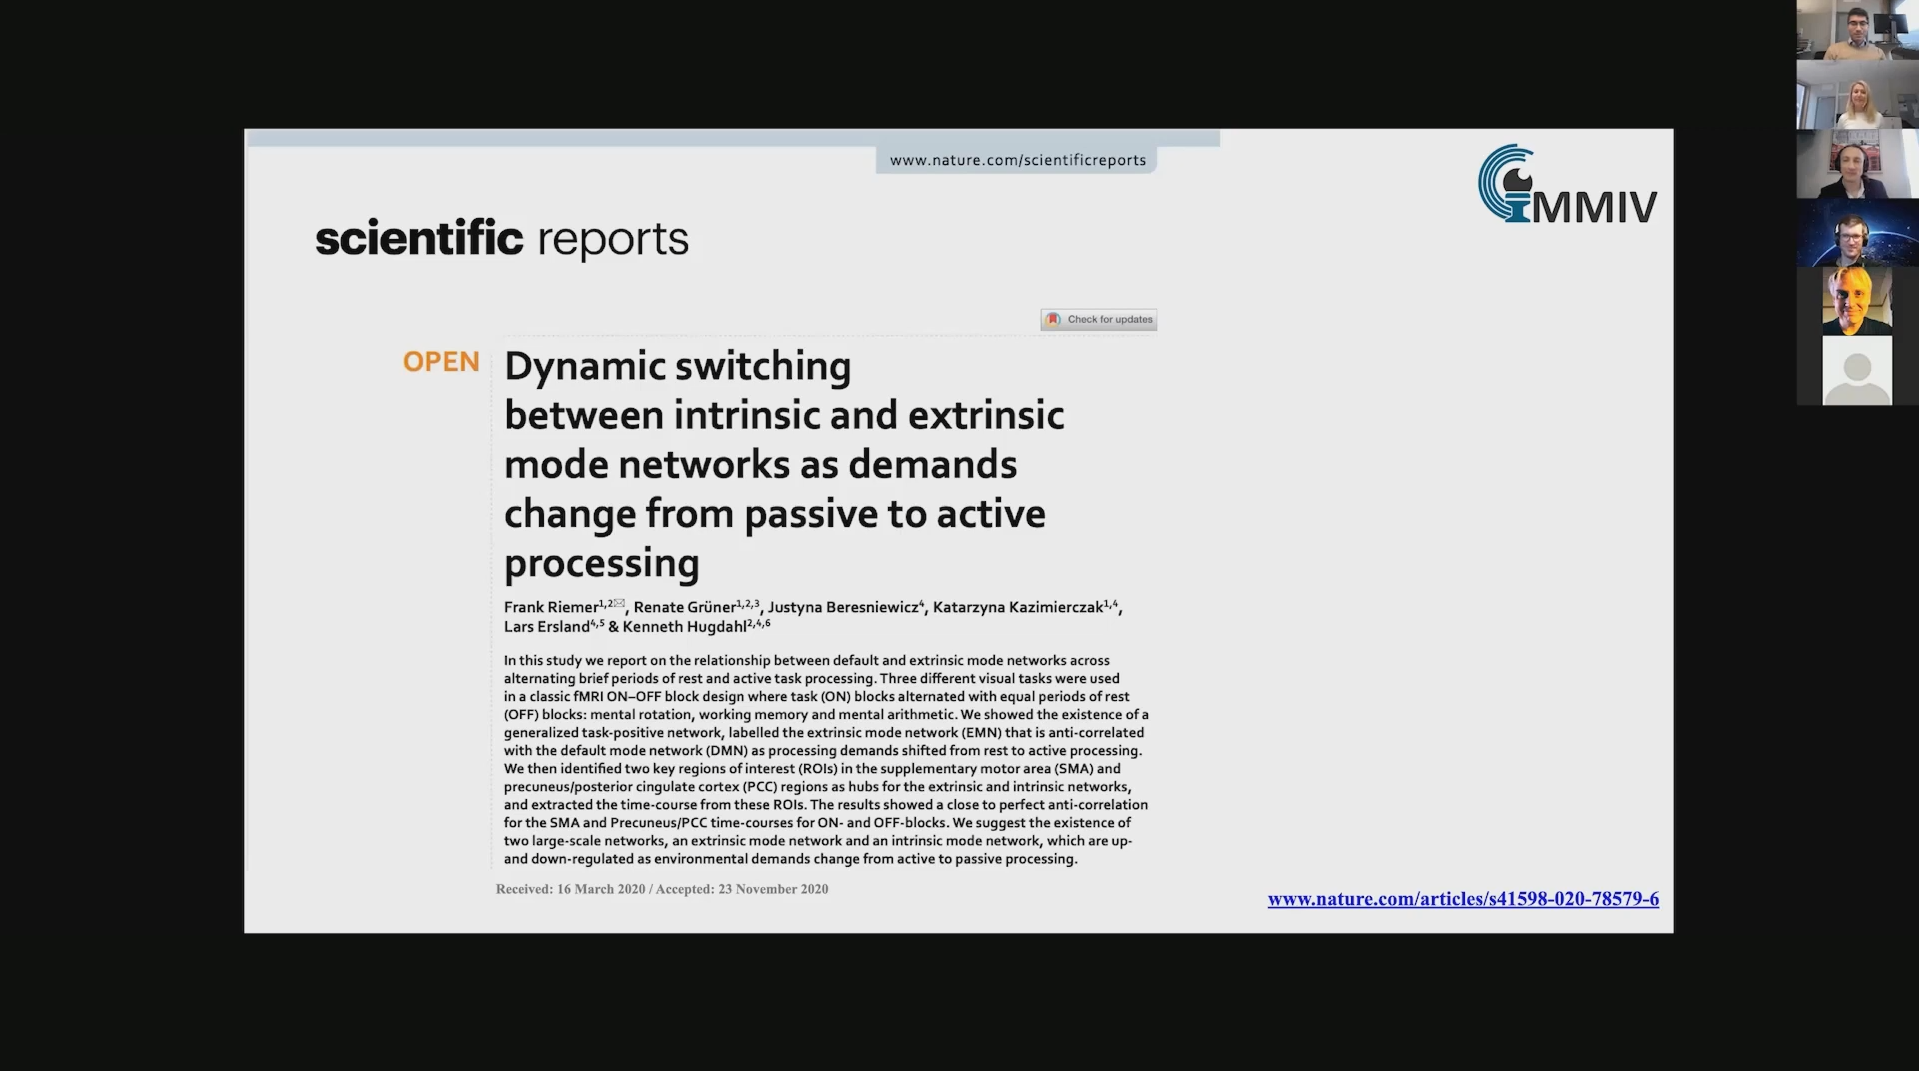 www.nature.com/scientificreports
MMIV
scientific reports
Check for updates
OPEN
Dynamic switching
between intrinsic and extrinsic
mode networks as demands
change from passive to active
processing
Frank Riemer1,2✉, Renate Grüner1,2,3, Justyna Beresniewicz4, Katarzyna Kazimierczak1,4,
Lars Ersland4,5 & Kenneth Hugdahl2,4,6
In this study we report on the relationship between default and extrinsic mode networks across
alternating brief periods of rest and active task processing. Three different visual tasks were used
in a classic fMRI ON–OFF block design where task (ON) blocks alternated with equal periods of rest
(OFF) blocks: mental rotation, working memory and mental arithmetic. We showed the existence of a
generalized task-positive network, labelled the extrinsic mode network (EMN) that is anti-correlated
with the default mode network (DMN) as processing demands shifted from rest to active processing.
We then identified two key regions of interest (ROIs) in the supplementary motor area (SMA) and
precuneus/posterior cingulate cortex (PCC) regions as hubs for the extrinsic and intrinsic networks,
and extracted the time-course from these ROIs. The results showed a close to perfect anti-correlation
for the SMA and Precuneus/PCC time-courses for ON- and OFF-blocks. We suggest the existence of
two large-scale networks, an extrinsic mode network and an intrinsic mode network, which are up-
and down-regulated as environmental demands change from active to passive processing.
Received: 16 March 2020 / Accepted: 23 November 2020
www.nature.com/articles/s41598-020-78579-6